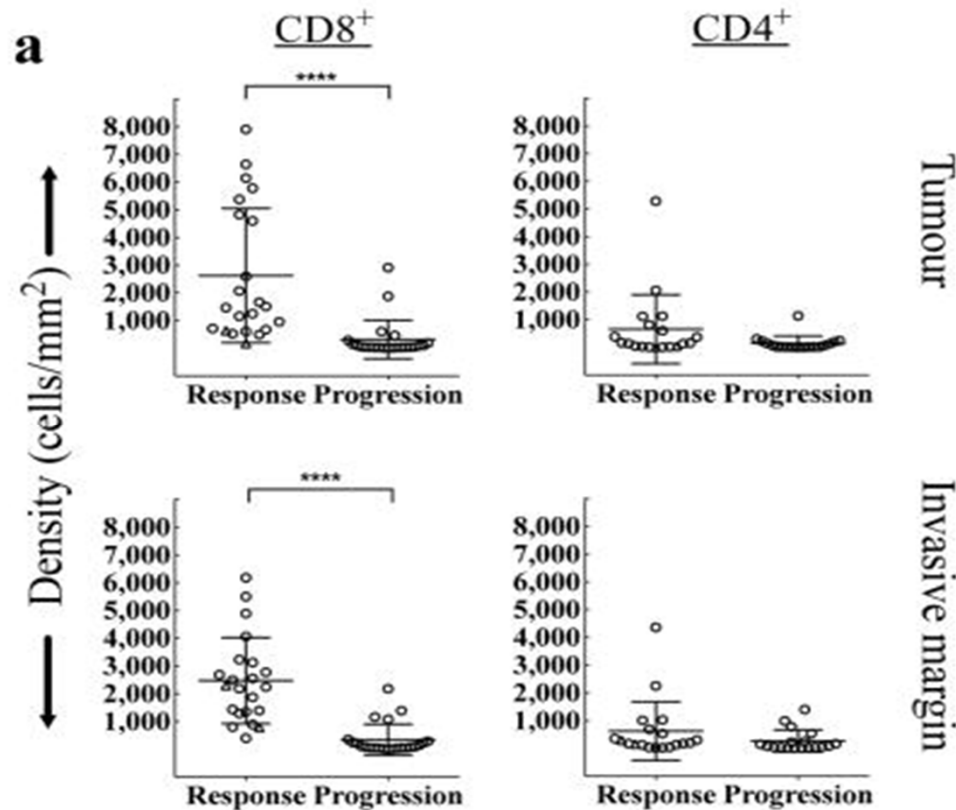 a
CD8⁺ CD4⁺
****
8,000 8,000
7,000 7,000
6,000 6,000
5,000 5,000
4,000 4,000
3,000 3,000
2,000 2,000
1,000 1,000
Response Progression Response Progression
Tumour
Density (cells/mm²)
****
8,000 8,000
7,000 7,000
6,000 6,000
5,000 5,000
4,000 4,000
3,000 3,000
2,000 2,000
1,000 1,000
Response Progression Response Progression
Invasive margin